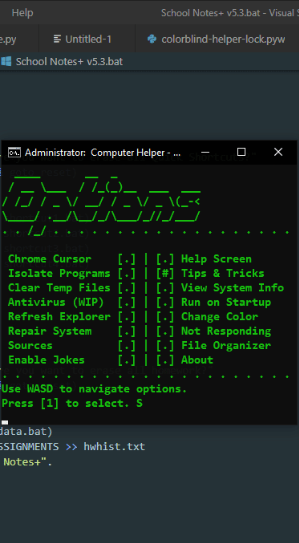 Help
School Notes+ v5.3.bat - Visual S
e.py
Untitled-1
colorblind-helper-lock.pyw
School Notes+ v5.3.bat
Administrator:  Computer Helper - ...
Options
Chrome Cursor [.] | [.] Help Screen
Isolate Programs [.] | [#] Tips & Tricks
Clear Temp Files [.] | [.] View System Info
Antivirus (WIP) [.] | [.] Run on Startup
Refresh Explorer [.] | [.] Change Color
Repair System [.] | [.] Not Responding
Sources [.] | [.] File Organizer
Enable Jokes [.] | [.] About
Use WASD to navigate options.
Press [1] to select. S
data.bat)
SSIGNMENTS >> hwhist.txt
Notes+".